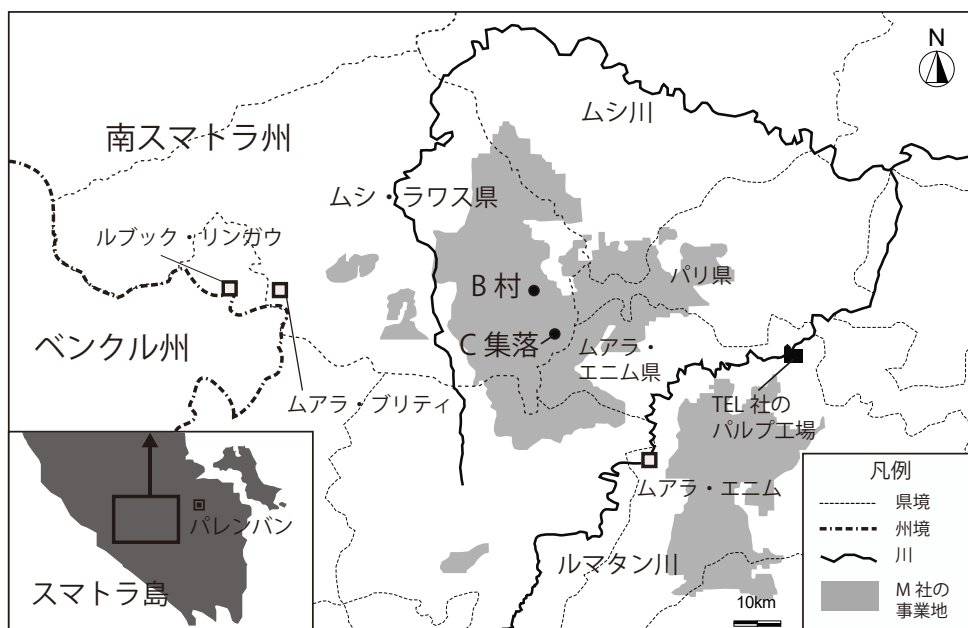 N
ムシ川
南スマトラ州
ムシ・ラワス県
ルブック・リンガウ
B 村
パリ県
ベンクル州
C 集落
ムアラ・
エニム県
ムアラ・ブリティ
TEL 社の
パルプ工場
ムアラ・エニム
ルマタン川
10km
パレンバン
スマトラ島
凡例
県境
州境
川
M 社の
事業地